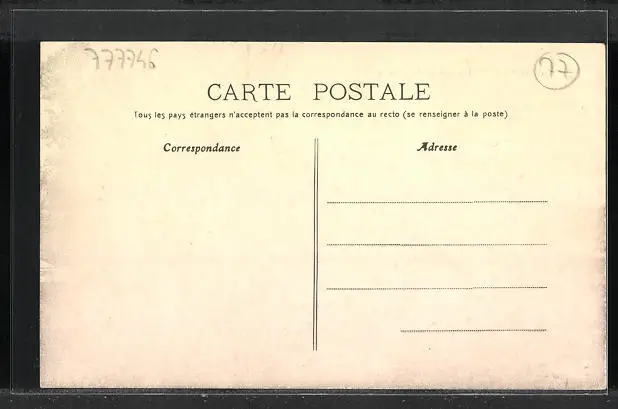 777746
77
CARTE POSTALE
Tous les pays étrangers n'acceptent pas la correspondance au recto (se renseigner à la poste)
Correspondance
Adresse